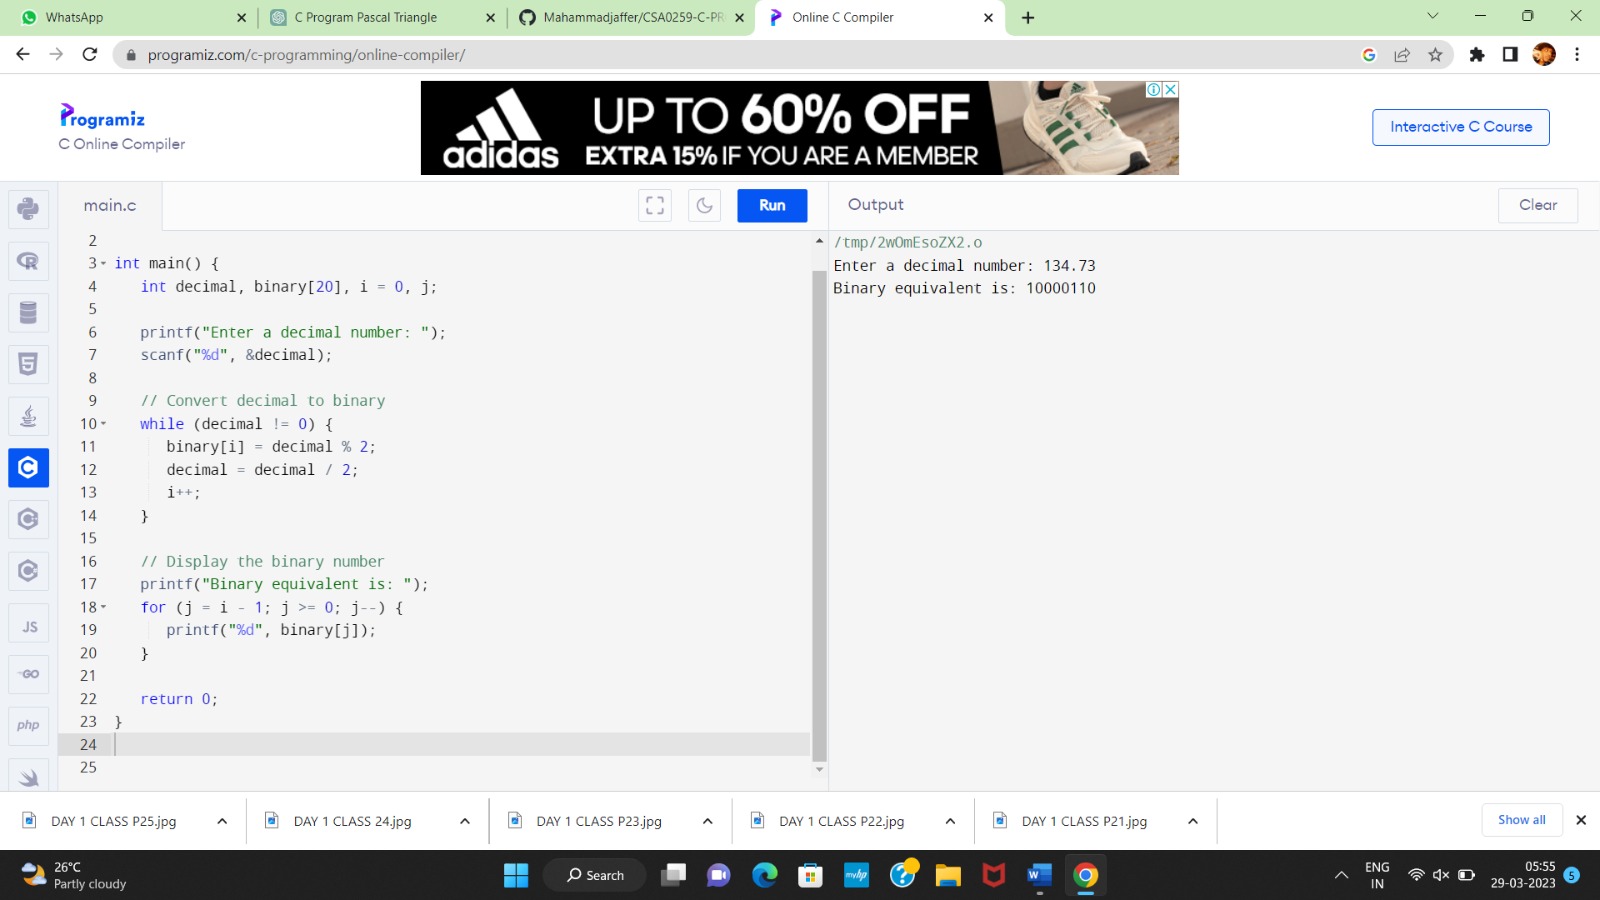 WhatsApp
C Program Pascal Triangle
Mahammadjaffer/CSA0259-C-PR
Online C Compiler
programiz.com/c-programming/online-compiler/
Programiz
C Online Compiler
adidas
UP TO 60% OFF
EXTRA 15% IF YOU ARE A MEMBER
Interactive C Course
main.c
Run
Output
Clear
2
3 int main() {
4 int decimal, binary[20], i = 0, j;
5
6 printf("Enter a decimal number: ");
7 scanf("%d", &decimal);
8
9 // Convert decimal to binary
10 while (decimal != 0) {
11 binary[i] = decimal % 2;
12 decimal = decimal / 2;
13 i++;
14 }
15
16 // Display the binary number
17 printf("Binary equivalent is: ");
18 for (j = i - 1; j >= 0; j--) {
19 printf("%d", binary[j]);
20 }
21
22 return 0;
23 }
24
25
/tmp/2wOmEsoZX2.o
Enter a decimal number: 134.73
Binary equivalent is: 10000110
JS
GO
php
DAY 1 CLASS P25.jpg
DAY 1 CLASS 24.jpg
DAY 1 CLASS P23.jpg
DAY 1 CLASS P22.jpg
DAY 1 CLASS P21.jpg
Show all
26°C
Partly cloudy
Search
myhp
ENG
IN
05:55
29-03-2023
5